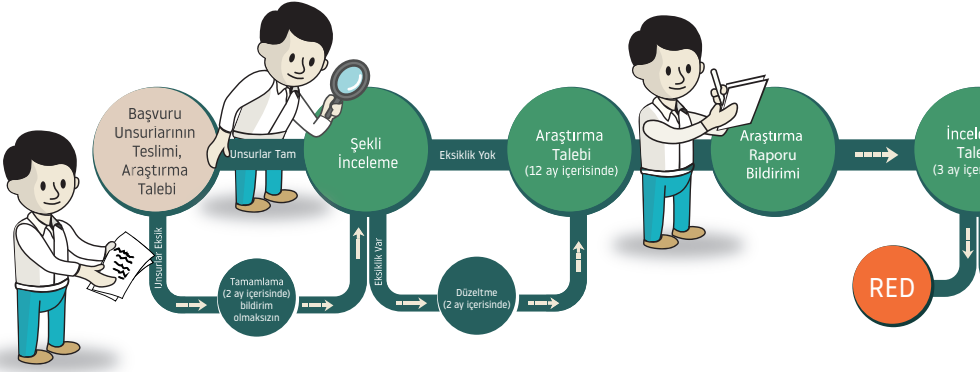 Başvuru
Unsurlarının
Teslimi,
Araştırma
Talebi
Unsurlar Tam
Unsurlar Eksik
Tamamlama
(2 ay içerisinde)
bildirim
olmaksızın
Şekli
İnceleme
Eksiklik Yok
Eksiklik Var
Düzeltme
(2 ay içerisinde)
Araştırma
Talebi
(12 ay içerisinde)
Araştırma
Raporu
Bildirimi
RED